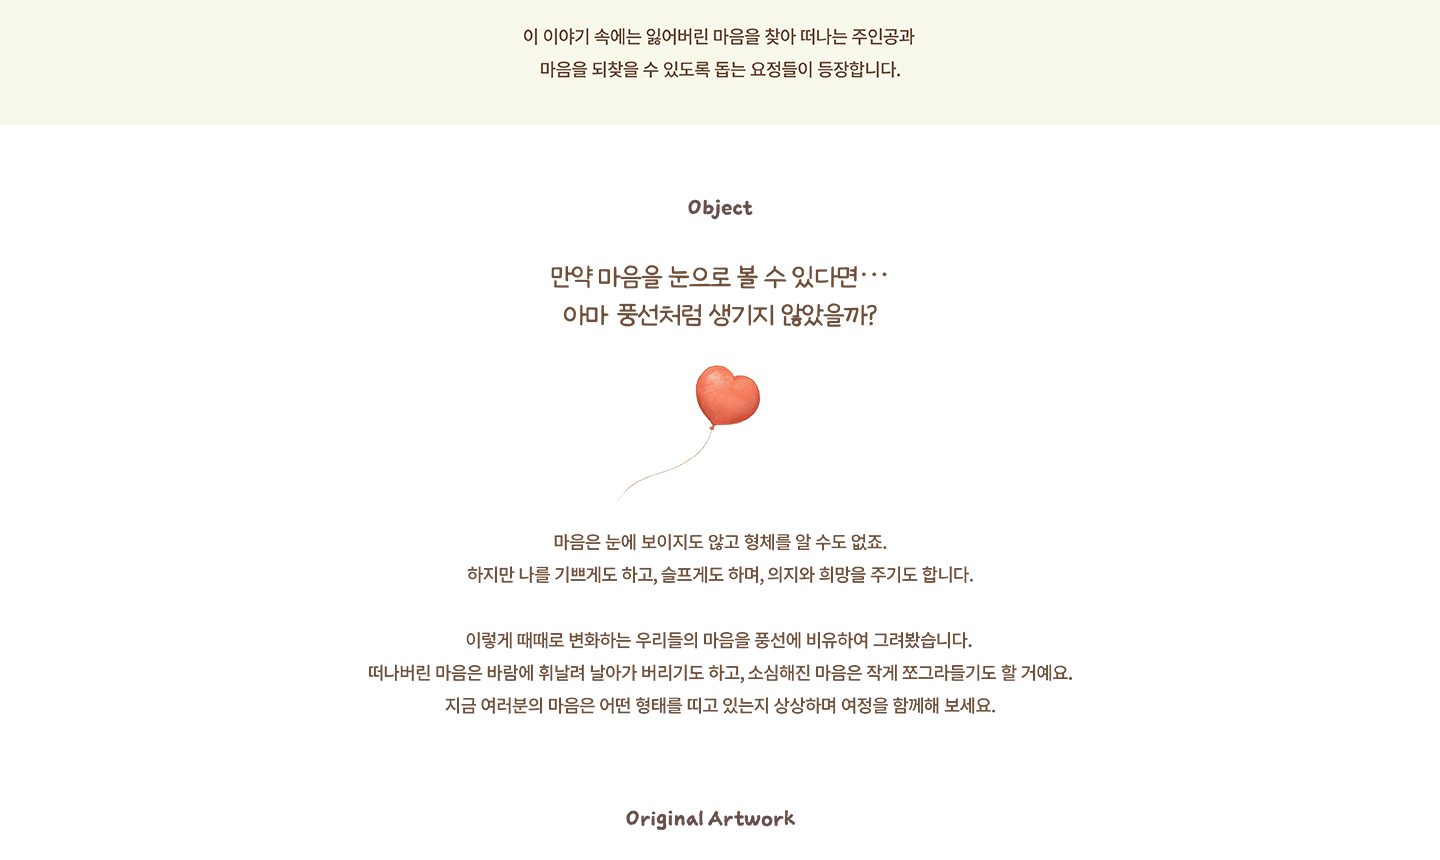 이 이야기 속에는 잃어버린 마음을 찾아 떠나는 주인공과
마음을 되찾을 수 있도록 돕는 요정들이 등장합니다.
Object
만약 마음을 눈으로 볼 수 있다면···
아마 풍선처럼 생기지 않았을까?
마음은 눈에 보이지도 않고 형체를 알 수도 없죠.
하지만 나를 기쁘게도 하고, 슬프게도 하며, 의지와 희망을 주기도 합니다.
이렇게 때때로 변화하는 우리들의 마음을 풍선에 비유하여 그려봤습니다.
떠나버린 마음은 바람에 휘날려 날아가 버리기도 하고, 소심해진 마음은 작게 쪼그라들기도 할 거예요.
지금 여러분의 마음은 어떤 형태를 띠고 있는지 상상하며 여정을 함께해 보세요.
Original Artwork